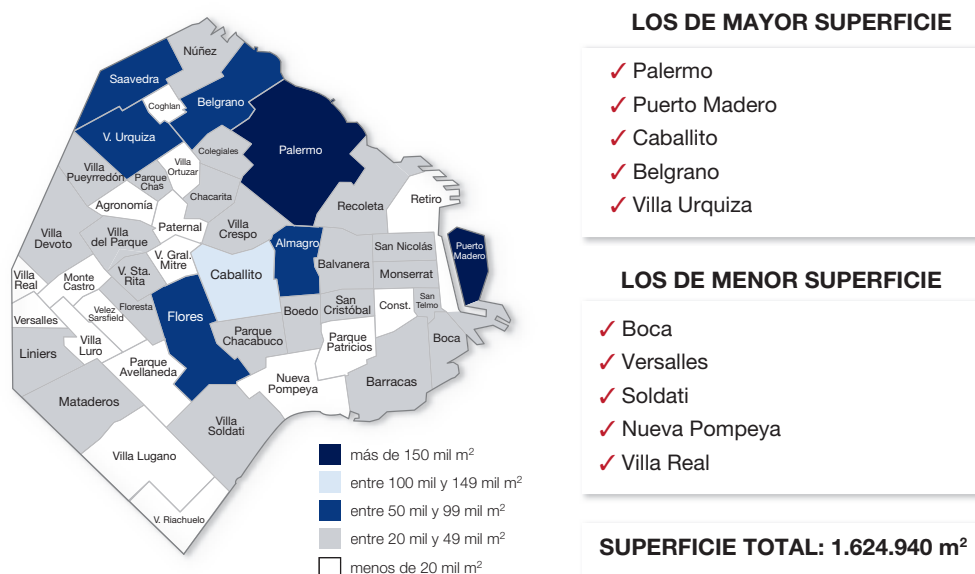 Núñez
Saavedra
Coghlan
Belgrano
V. Urquiza
Palermo
Colegiales
Villa
Ortuzar
Villa
Pueyrredón
Parque
Chas
Chacarita
Agronomía
Recoleta
Retiro
Villa
Devoto
Villa
del Parque
Paternal
Villa
Crespo
Almagro
San Nicolás
Puerto
Madero
V. Gral.
Mitre
Caballito
Balvanera
Monserrat
Villa
Real
Monte
Castro
V. Sta.
Rita
Versalles
Velez
Sarsfield
Floresta
Flores
Boedo
San
Cristóbal
Const.
San
Telmo
Liniers
Villa
Luro
Parque
Avellaneda
Parque
Chacabuco
Parque
Patricios
Boca
Mataderos
Nueva
Pompeya
Barracas
Villa
Soldati
Villa Lugano
V. Riachuelo
más de 150 mil m²
entre 100 mil y 149 mil m²
entre 50 mil y 99 mil m²
entre 20 mil y 49 mil m²
menos de 20 mil m²
LOS DE MAYOR SUPERFICIE
✓ Palermo
✓ Puerto Madero
✓ Caballito
✓ Belgrano
✓ Villa Urquiza
LOS DE MENOR SUPERFICIE
✓ Boca
✓ Versalles
✓ Soldati
✓ Nueva Pompeya
✓ Villa Real
SUPERFICIE TOTAL: 1.624.940 m²